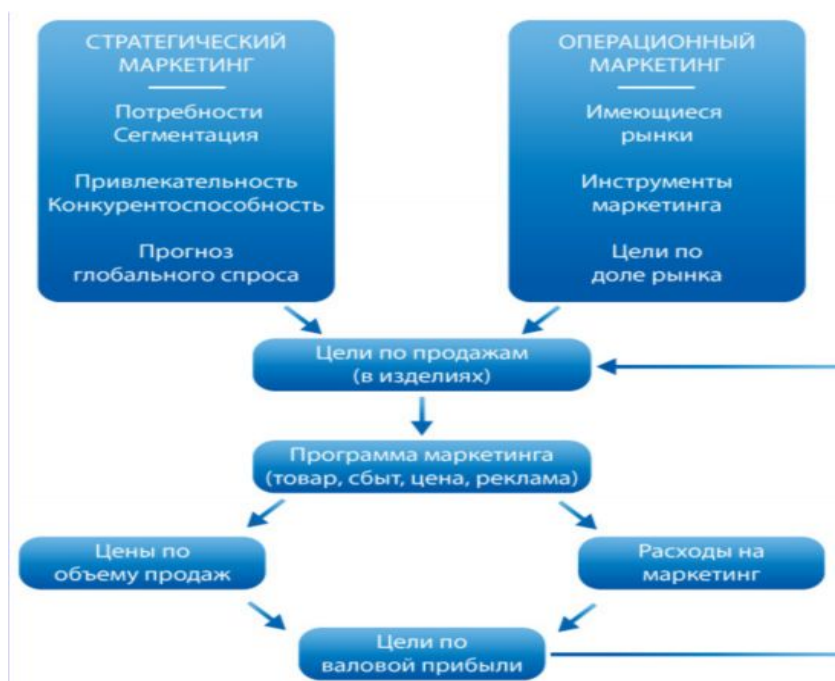 СТРАТЕГИЧЕСКИЙ
МАРКЕТИНГ
Потребности
Сегментация
Привлекательность
Конкурентоспособность
Прогноз
глобального спроса
ОПЕРАЦИОННЫЙ
МАРКЕТИНГ
Имеющиеся
рынки
Инструменты
маркетинга
Цели по
доле рынка
Цели по продажам
(в изделиях)
Программа маркетинга
(товар, сбыт, цена, реклама)
Цены по
объему продаж
Расходы на
маркетинг
Цели по
валовой прибыли